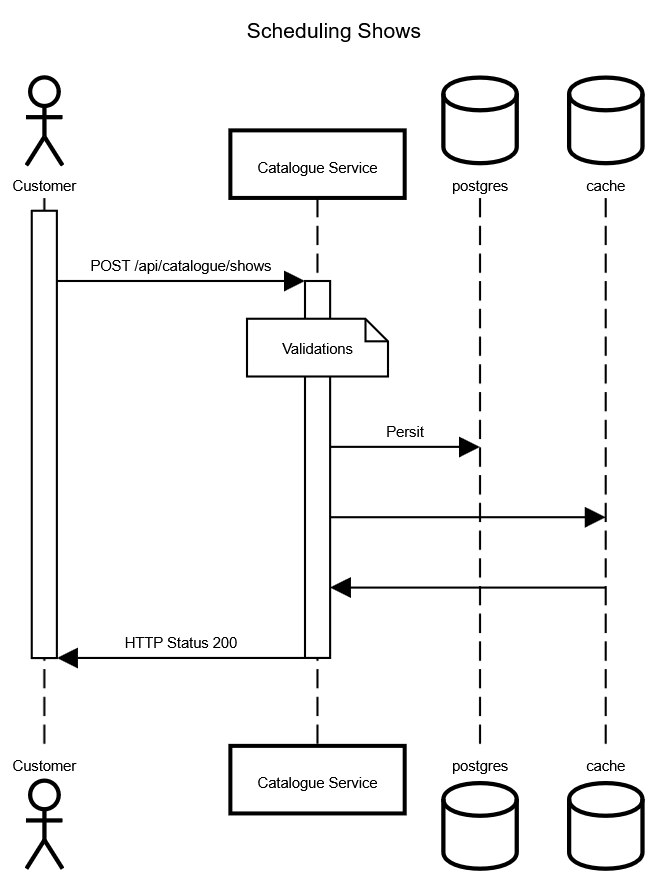 Scheduling Shows
Customer
Catalogue Service
postgres
cache
POST /api/catalogue/shows
Validations
Persit
HTTP Status 200
Customer
Catalogue Service
postgres
cache